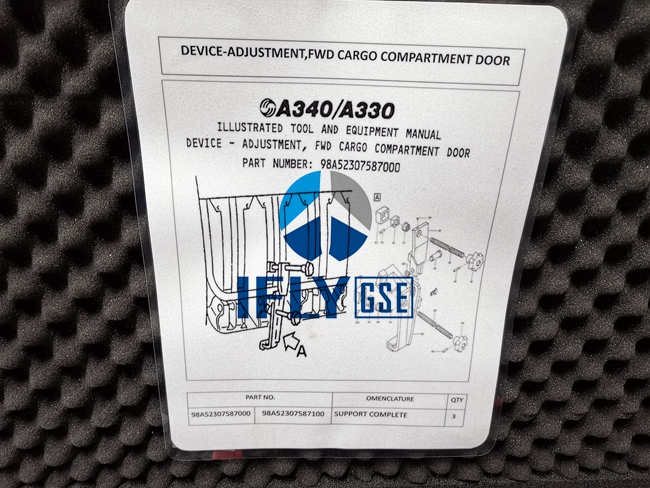 DEVICE-ADJUSTMENT,FWD CARGO COMPARTMENT DOOR
A340/A330
ILLUSTRATED TOOL AND EQUIPMENT MANUAL
DEVICE - ADJUSTMENT, FWD CARGO COMPARTMENT DOOR
PART NUMBER: 98A52307587000
A
IFLY GSE
A
PART NO. OMENCLATURE QTY
98A52307587000 98A52307587100 SUPPORT COMPLETE 3